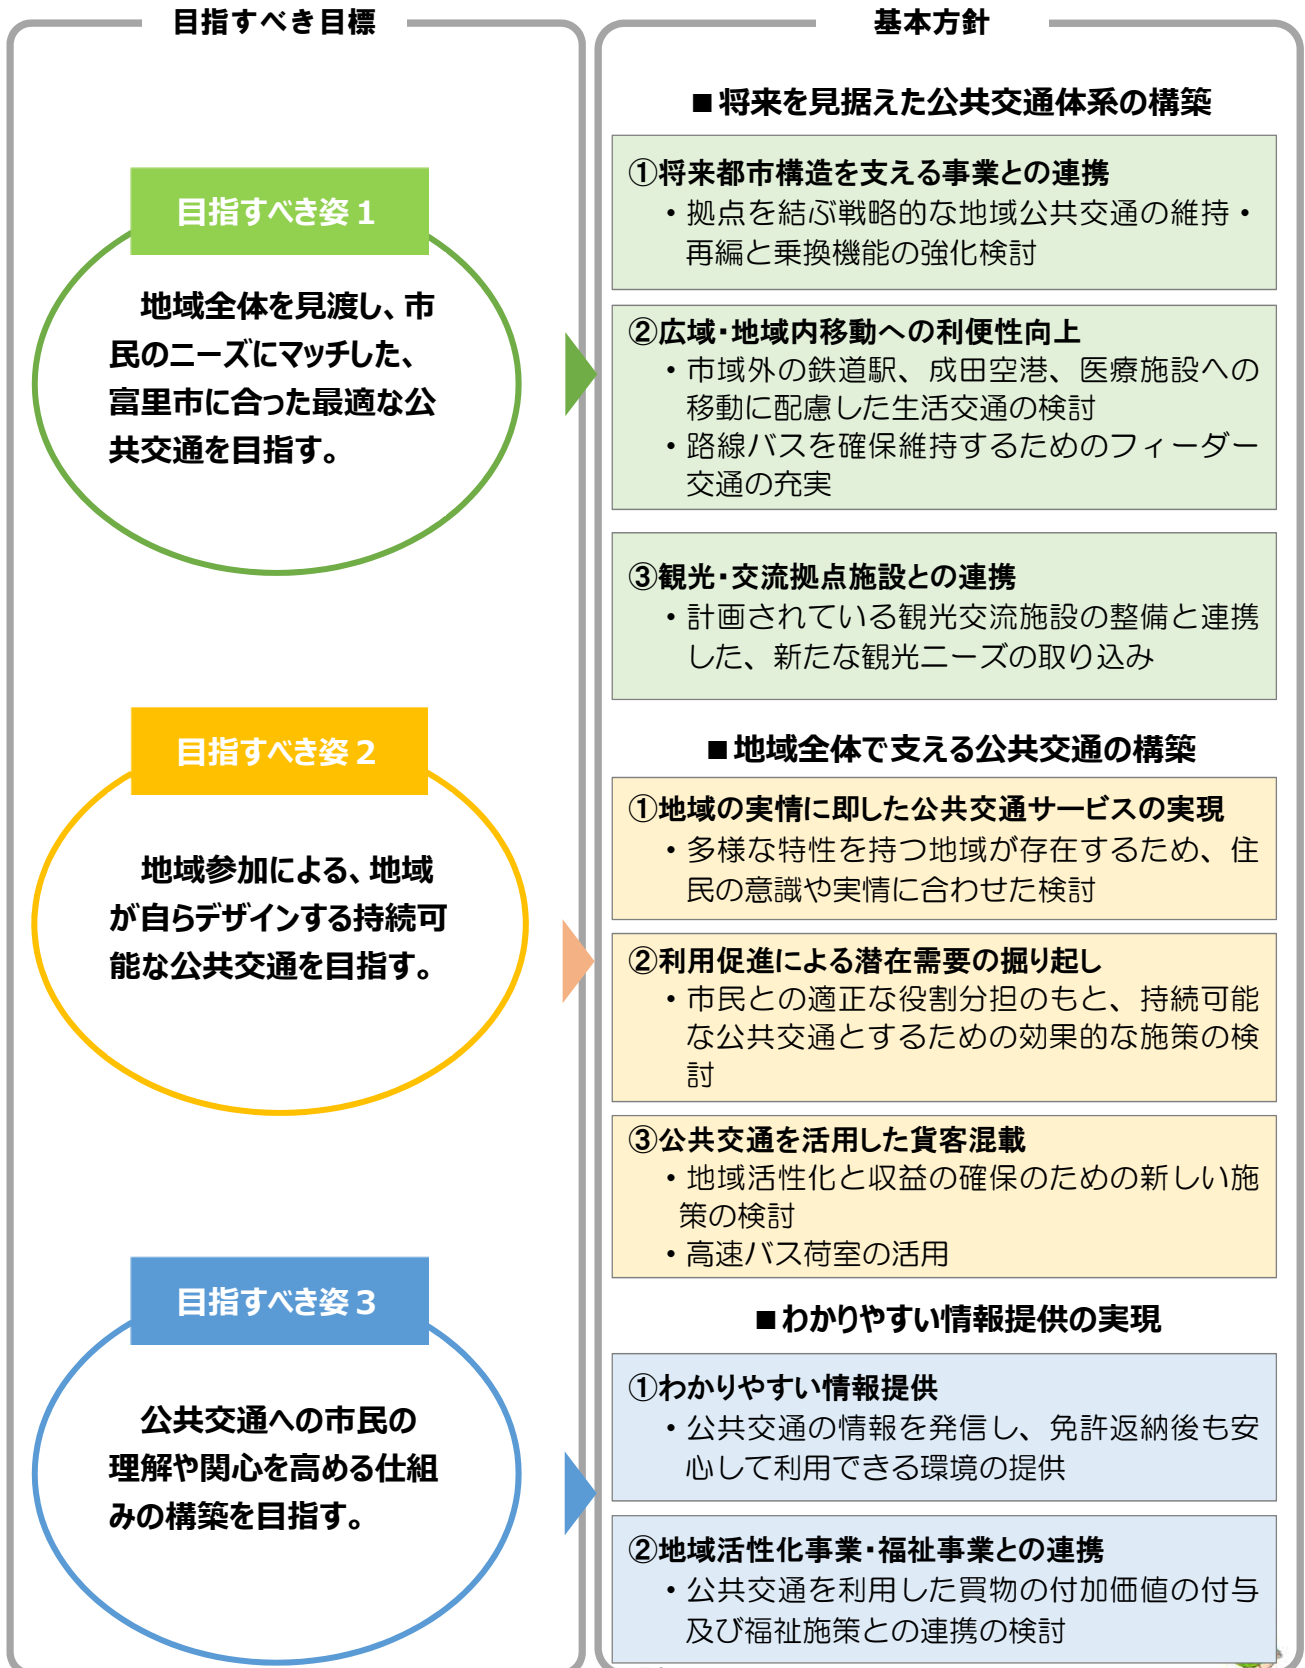 目指すべき目標
目指すべき姿1
地域全体を見渡し、市
民のニーズにマッチした、
富里市に合った最適な公
共交通を目指す。
目指すべき姿2
地域参加による、地域
が自らデザインする持続可
能な公共交通を目指す。
目指すべき姿3
公共交通への市民の
理解や関心を高める仕組
みの構築を目指す。
基本方針
■将来を見据えた公共交通体系の構築
①将来都市構造を支える事業との連携
・拠点を結ぶ戦略的な地域公共交通の維持・
再編と乗換機能の強化検討
②広域・地域内移動への利便性向上
・市域外の鉄道駅、成田空港、医療施設への
移動に配慮した生活交通の検討
・路線バスを確保維持するためのフィーダー
交通の充実
③観光・交流拠点施設との連携
・計画されている観光交流施設の整備と連携
した、新たな観光ニーズの取り込み
■地域全体で支える公共交通の構築
①地域の実情に即した公共交通サービスの実現
・多様な特性を持つ地域が存在するため、住
民の意識や実情に合わせた検討
②利用促進による潜在需要の掘り起し
・市民との適正な役割分担のもと、持続可能
な公共交通とするための効果的な施策の検
討
③公共交通を活用した貨客混載
・地域活性化と収益の確保のための新しい施
策の検討
・高速バス荷室の活用
■わかりやすい情報提供の実現
①わかりやすい情報提供
・公共交通の情報を発信し、免許返納後も安
心して利用できる環境の提供
②地域活性化事業・福祉事業との連携
・公共交通を利用した買物の付加価値の付与
及び福祉施策との連携の検討